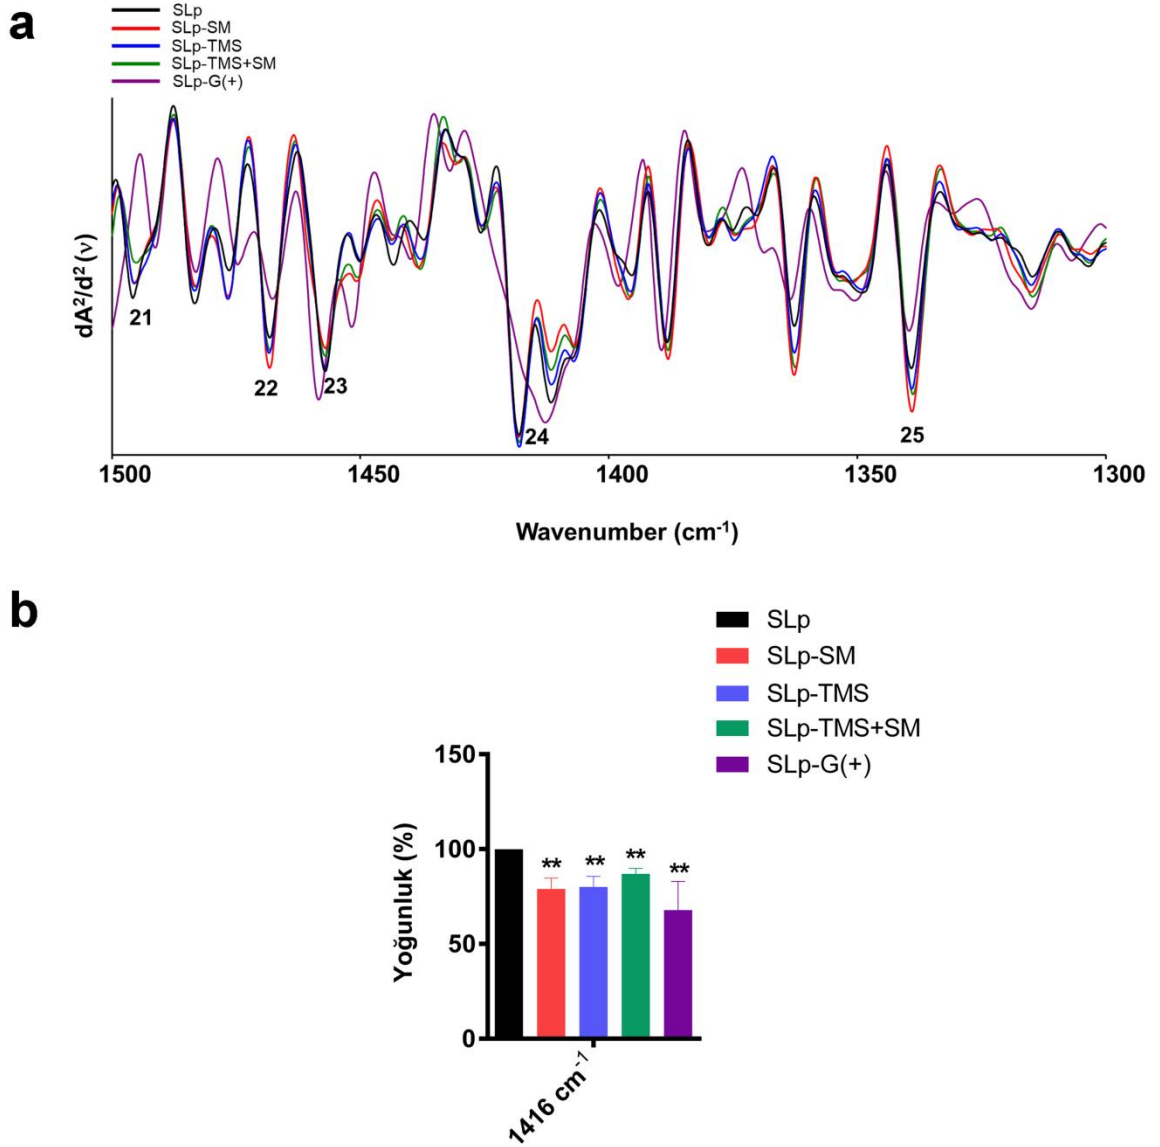 a
SLp
SLp-SM
SLp-TMS
SLp-TMS+SM
SLp-G(+)
dA²/d² (ν)
21
22
23
24
25
1500
1450
1400
1350
1300
Wavenumber (cm⁻¹)
b
SLp
SLp-SM
SLp-TMS
SLp-TMS+SM
SLp-G(+)
Yoğunluk (%)
150
100
50
0
**
**
**
**
1416 cm⁻¹